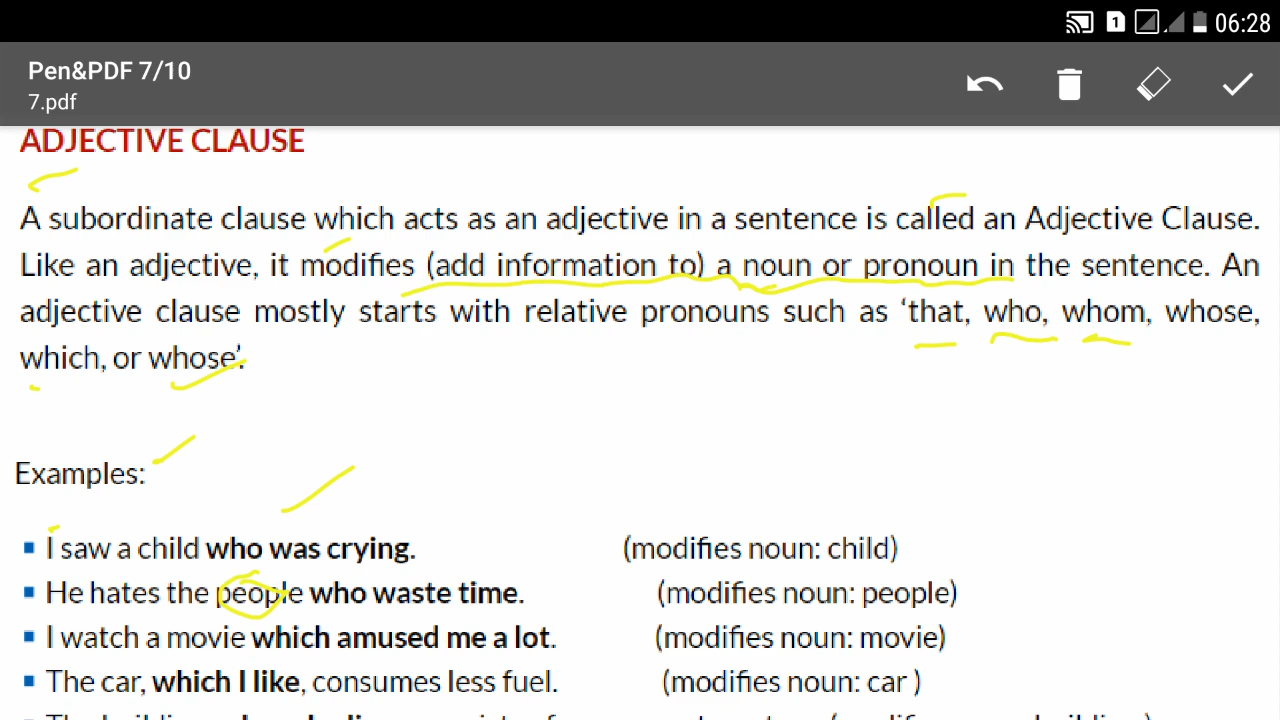 1 06:28
Pen&PDF 7/10
7.pdf
ADJECTIVE CLAUSE
A subordinate clause which acts as an adjective in a sentence is called an Adjective Clause.
Like an adjective, it modifies (add information to) a noun or pronoun in the sentence. An
adjective clause mostly starts with relative pronouns such as ‘that, who, whom, whose,
which, or whose’.
Examples:
▪ I saw a child who was crying. (modifies noun: child)
▪ He hates the people who waste time. (modifies noun: people)
▪ I watch a movie which amused me a lot. (modifies noun: movie)
▪ The car, which I like, consumes less fuel. (modifies noun: car )